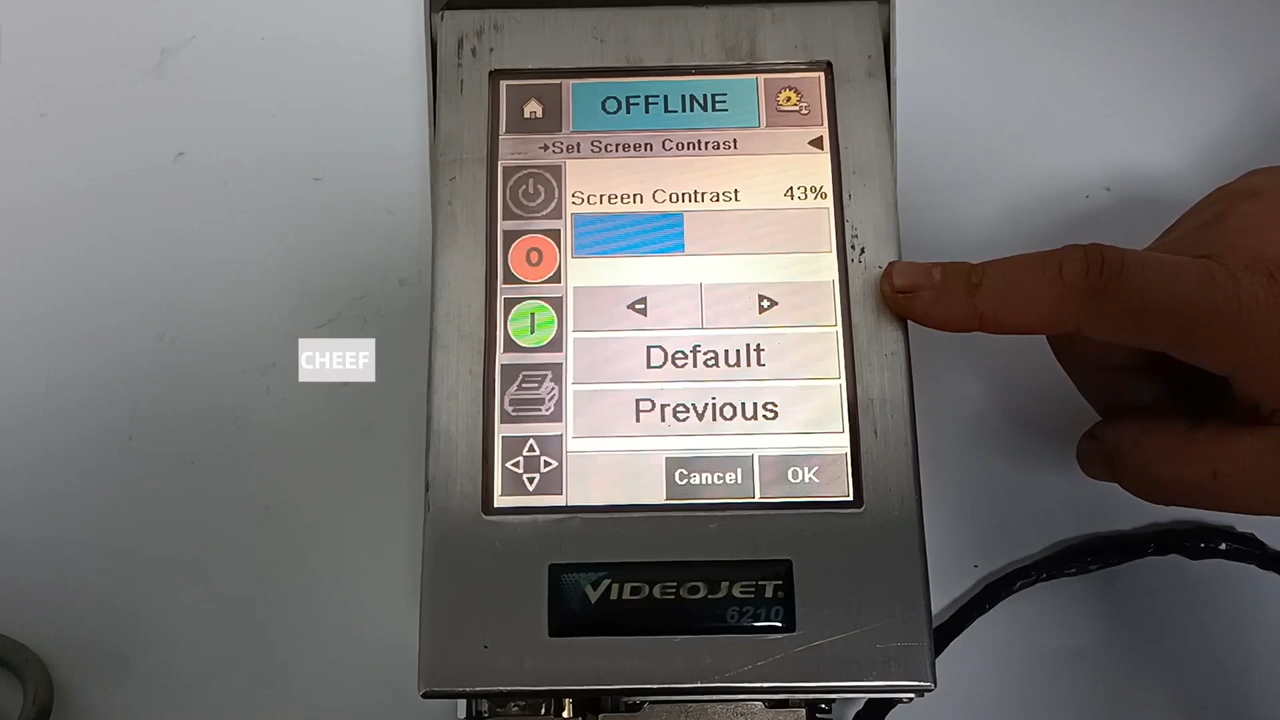 OFFLINE
→Set Screen Contrast
Screen Contrast 43%
O
I
- +
Default
Previous
Cancel OK
CHEEF
VIDEOJET®
6210